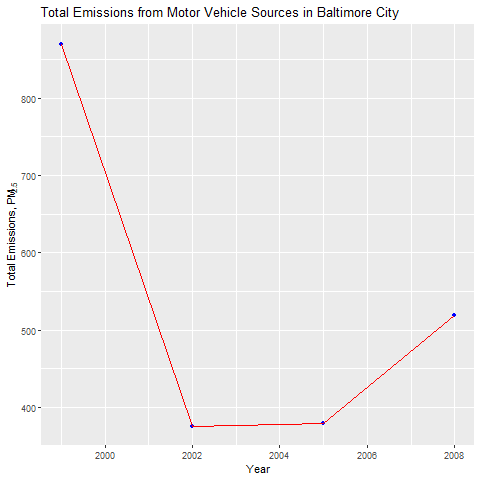 Total Emissions from Motor Vehicle Sources in Baltimore City
800
700
600
500
400
Total Emissions, PM2.5
2000 2002 2004 2006 2008
Year